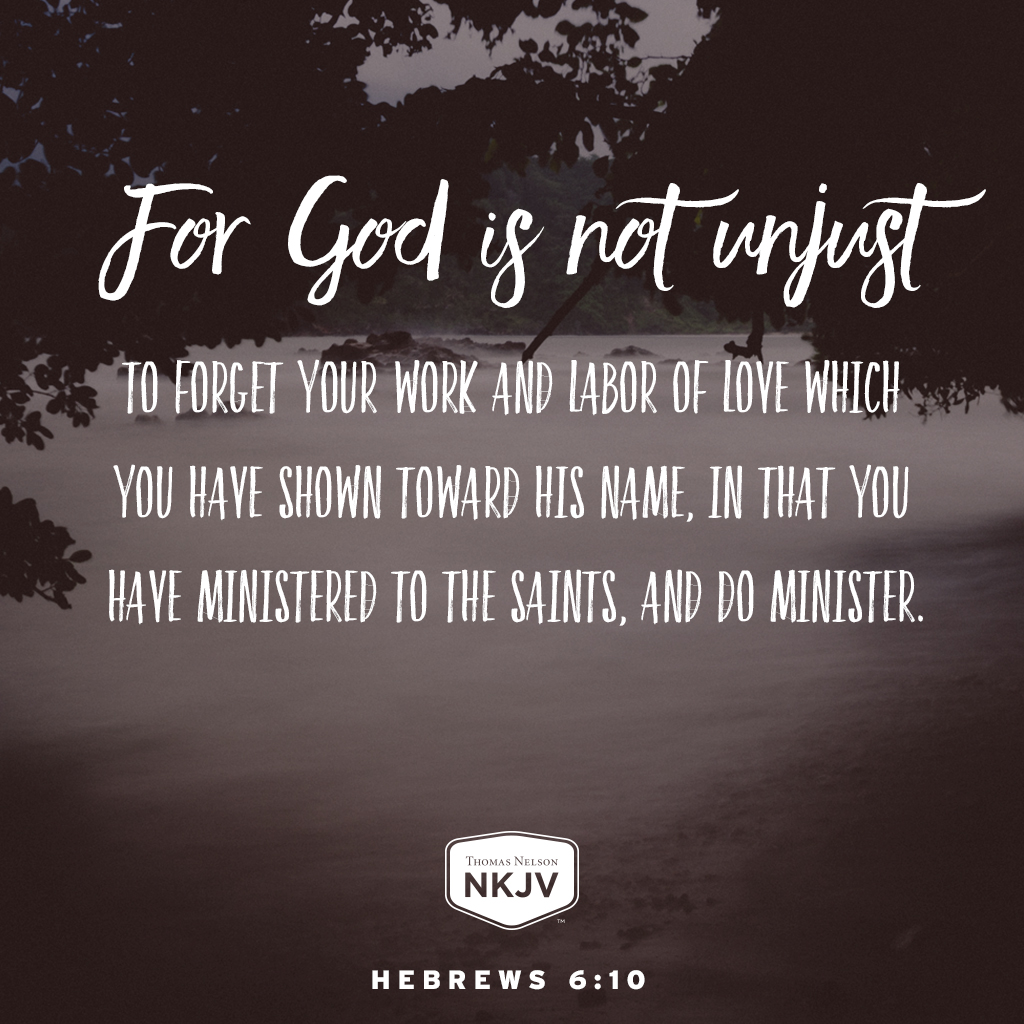 For God is not unjust
TO FORGET YOUR WORK AND LABOR OF LOVE WHICH
YOU HAVE SHOWN TOWARD HIS NAME, IN THAT YOU
HAVE MINISTERED TO THE SAINTS, AND DO MINISTER.
THOMAS NELSON
NKJV
™
HEBREWS 6:10